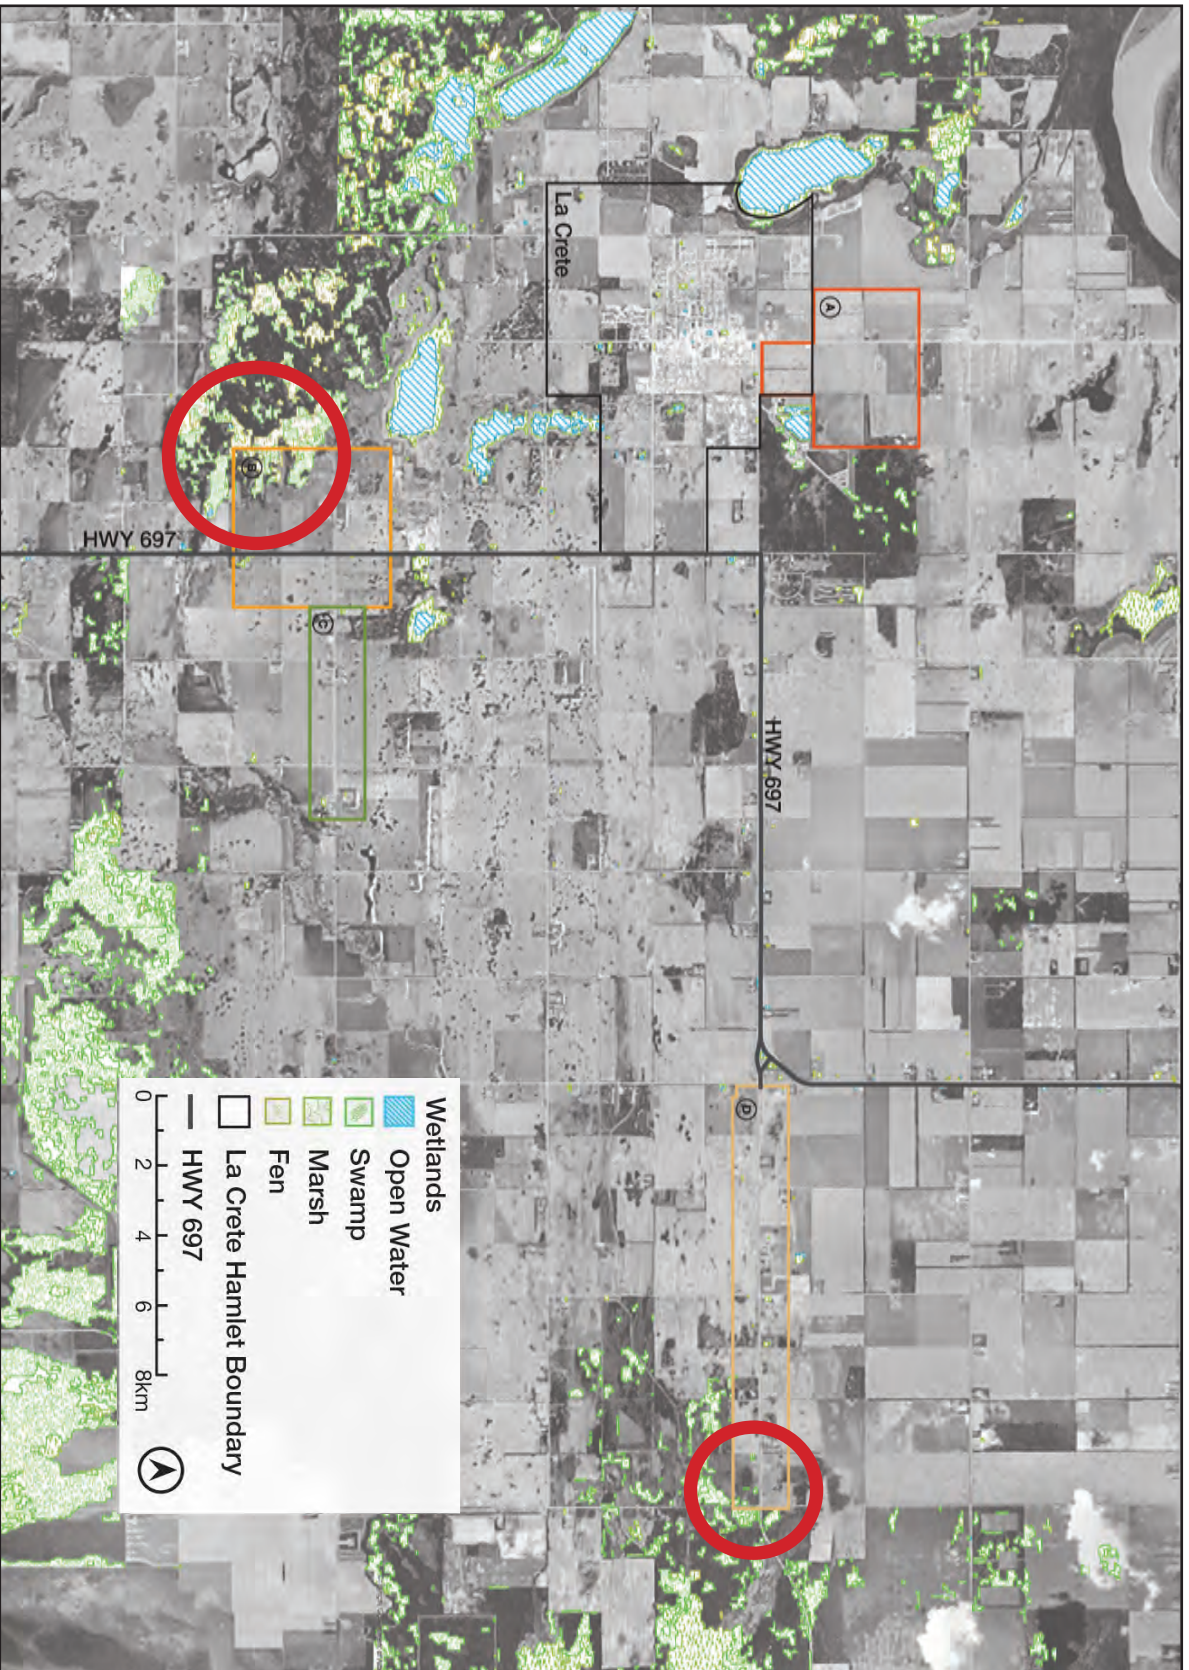 La Crete
A
B
HWY 697
C
HWY 697
D
Wetlands
Open Water
Swamp
Marsh
Fen
La Crete Hamlet Boundary
HWY 697
0 2 4 6 8km